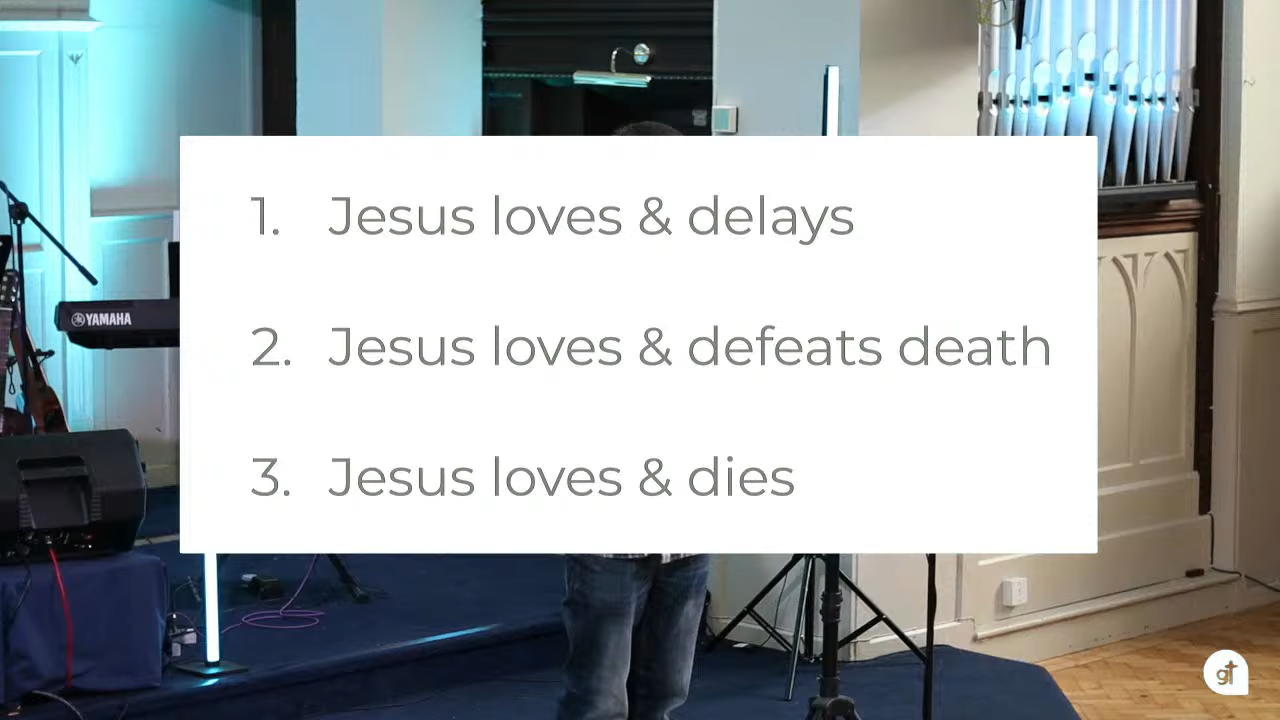 1. Jesus loves & delays
2. Jesus loves & defeats death
3. Jesus loves & dies
YAMAHA
gt